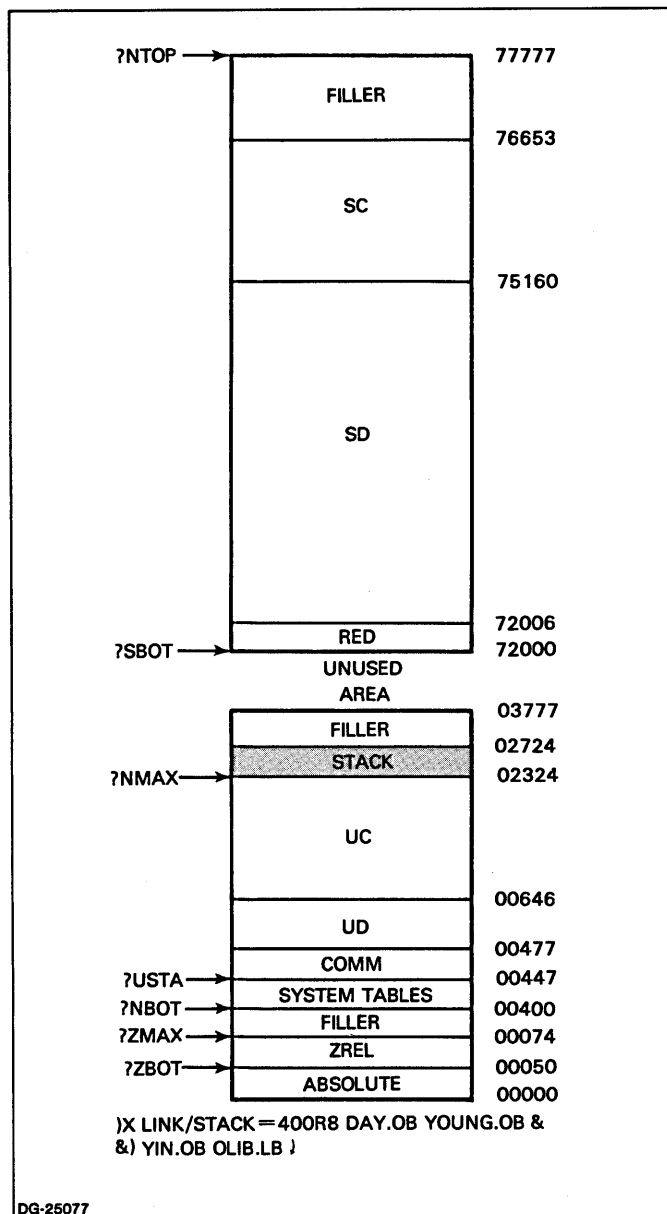 ?NTOP 77777
FILLER
76653
SC
75160
SD
72006
RED
?SBOT 72000
UNUSED
AREA
03777
FILLER
02724
STACK
?NMAX 02324
UC
00646
UD
00477
COMM
?USTA 00447
SYSTEM TABLES
?NBOT 00400
FILLER
?ZMAX 00074
ZREL
?ZBOT 00050
ABSOLUTE
00000
)X LINK/STACK=400R8 DAY.OB YOUNG.OB &
&) YIN.OB OLIB.LB )
DG-25077